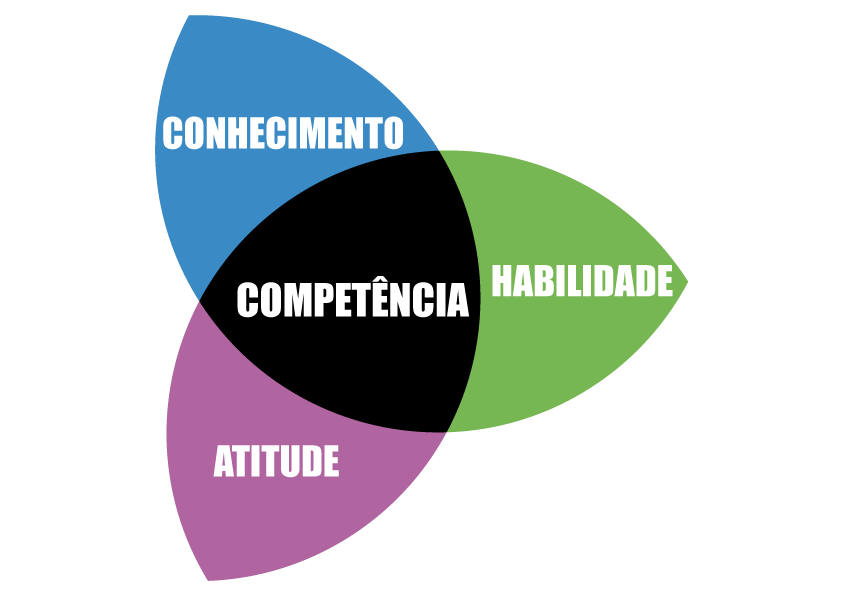 CONHECIMENTO
HABILIDADE
COMPETÊNCIA
ATITUDE